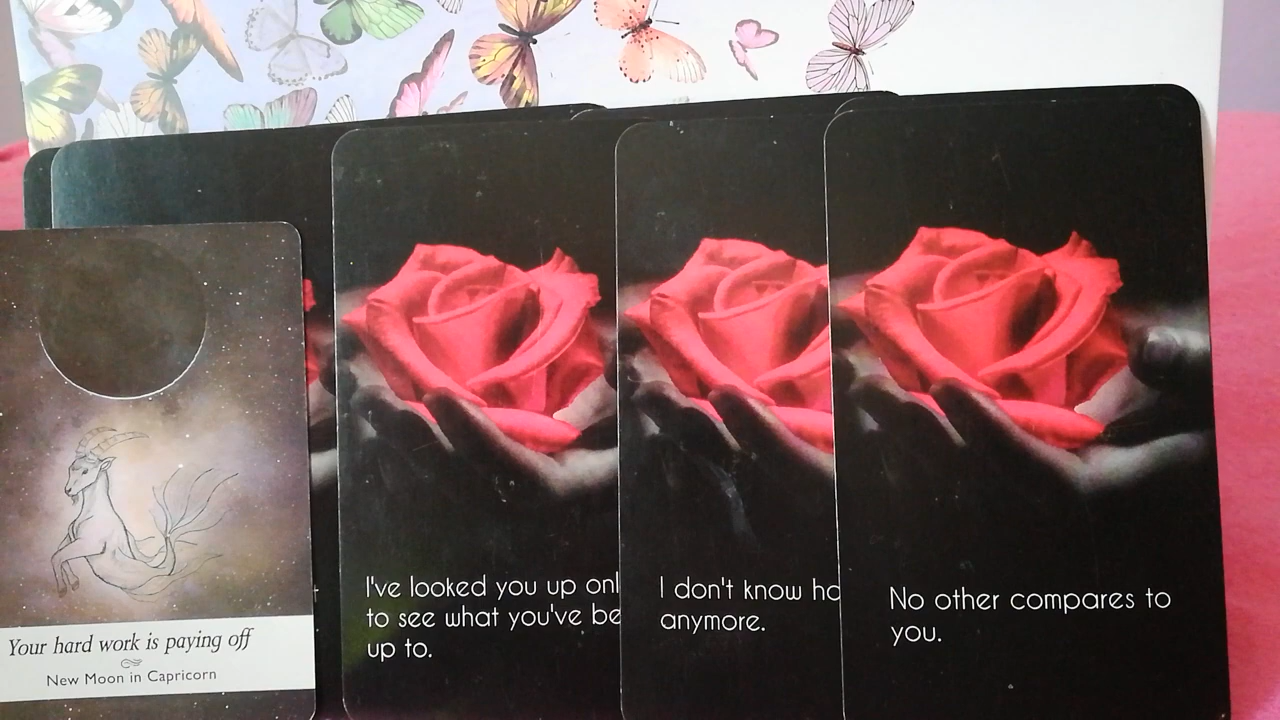 Your hard work is paying off
New Moon in Capricorn
I've looked you up onl
to see what you've be
up to.
I don't know ho
anymore.
No other compares to
you.